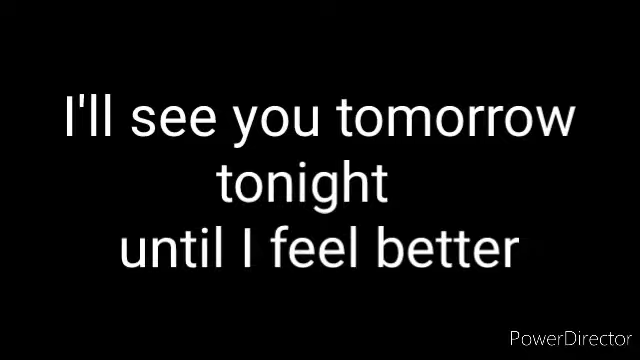 I'll see you tomorrow
tonight
until I feel better
PowerDirector